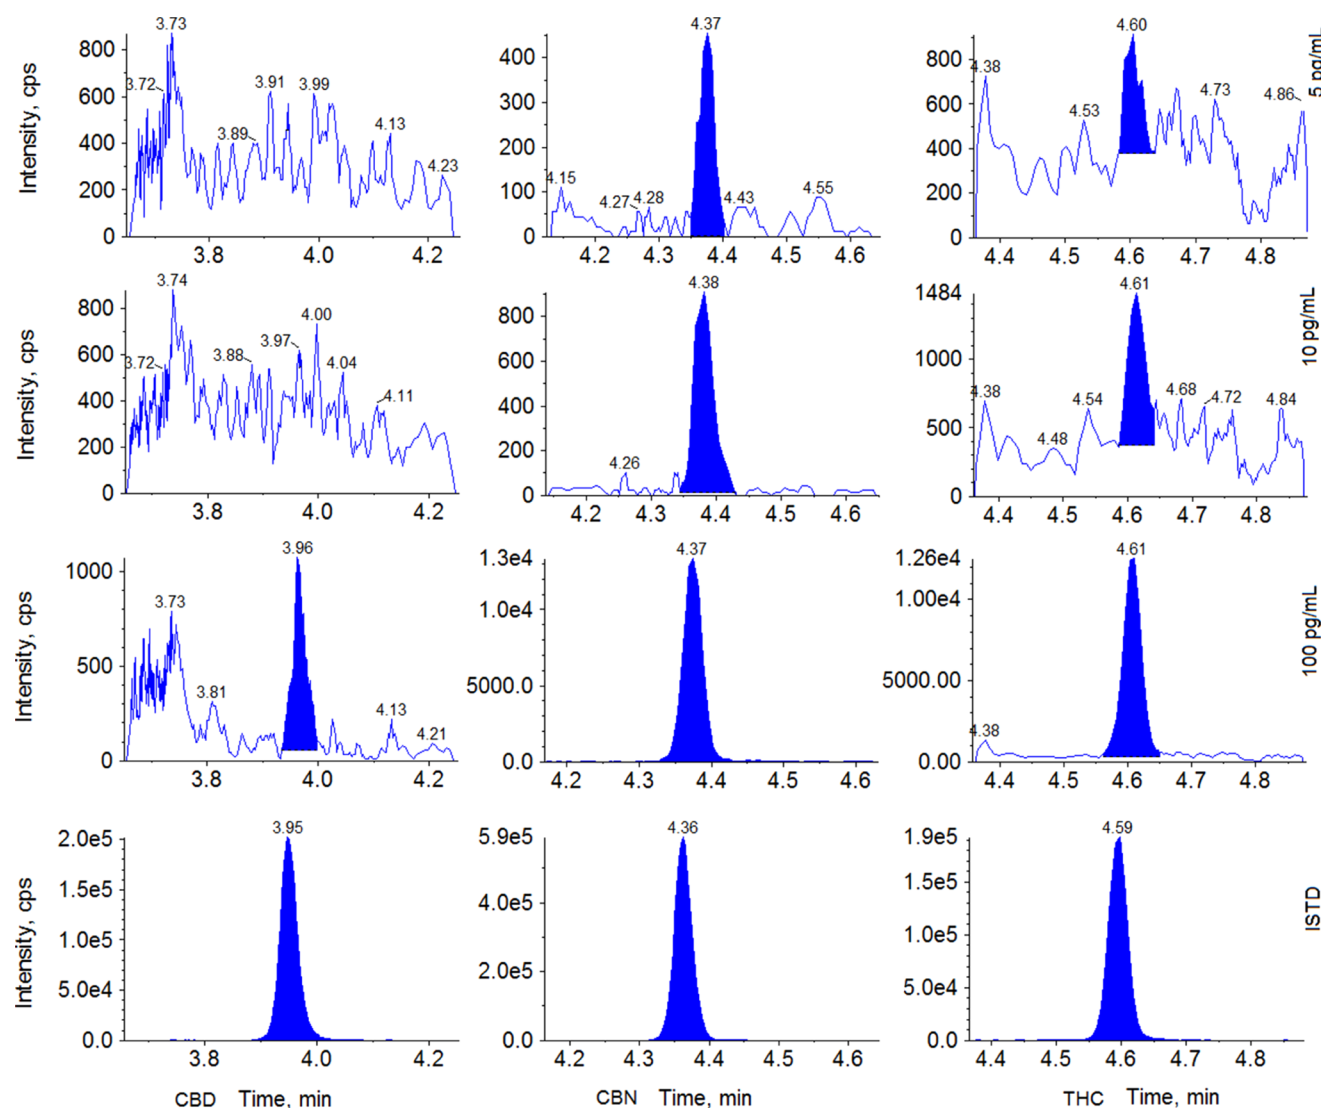 3.73
3.72
3.91
3.99
3.89
4.13
4.23
800
600
400
200
0
3.8 4.0 4.2
Intensity, cps
4.37
4.15
4.27
4.28
4.43
4.55
400
300
200
100
0
4.2 4.3 4.4 4.5 4.6
4.60
4.38
4.53
4.73
4.86
800
600
400
200
0
4.4 4.5 4.6 4.7 4.8
5 pg/mL
3.74
3.72
3.88
3.97
4.00
4.04
4.11
800
600
400
200
0
3.8 4.0 4.2
Intensity, cps
4.38
4.26
800
600
400
200
0
4.2 4.3 4.4 4.5 4.6
4.61
4.38
4.54
4.48
4.68
4.72
4.84
1484
1000
500
0
4.4 4.5 4.6 4.7 4.8
10 pg/mL
3.96
3.73
3.81
4.13
4.21
1000
500
0
3.8 4.0 4.2
Intensity, cps
4.37
1.3e4
1.0e4
5000.0
0.0
4.2 4.3 4.4 4.5 4.6
4.61
4.38
1.26e4
1.00e4
5000.00
0.00
4.4 4.5 4.6 4.7 4.8
100 pg/mL
3.95
2.0e5
1.5e5
1.0e5
5.0e4
0.0
3.8 4.0 4.2
Intensity, cps
4.36
5.9e5
4.0e5
2.0e5
0.0
4.2 4.3 4.4 4.5 4.6
4.59
1.9e5
1.5e5
1.0e5
5.0e4
0.0
4.4 4.5 4.6 4.7 4.8
ISTD
CBD Time, min
CBN Time, min
THC Time, min